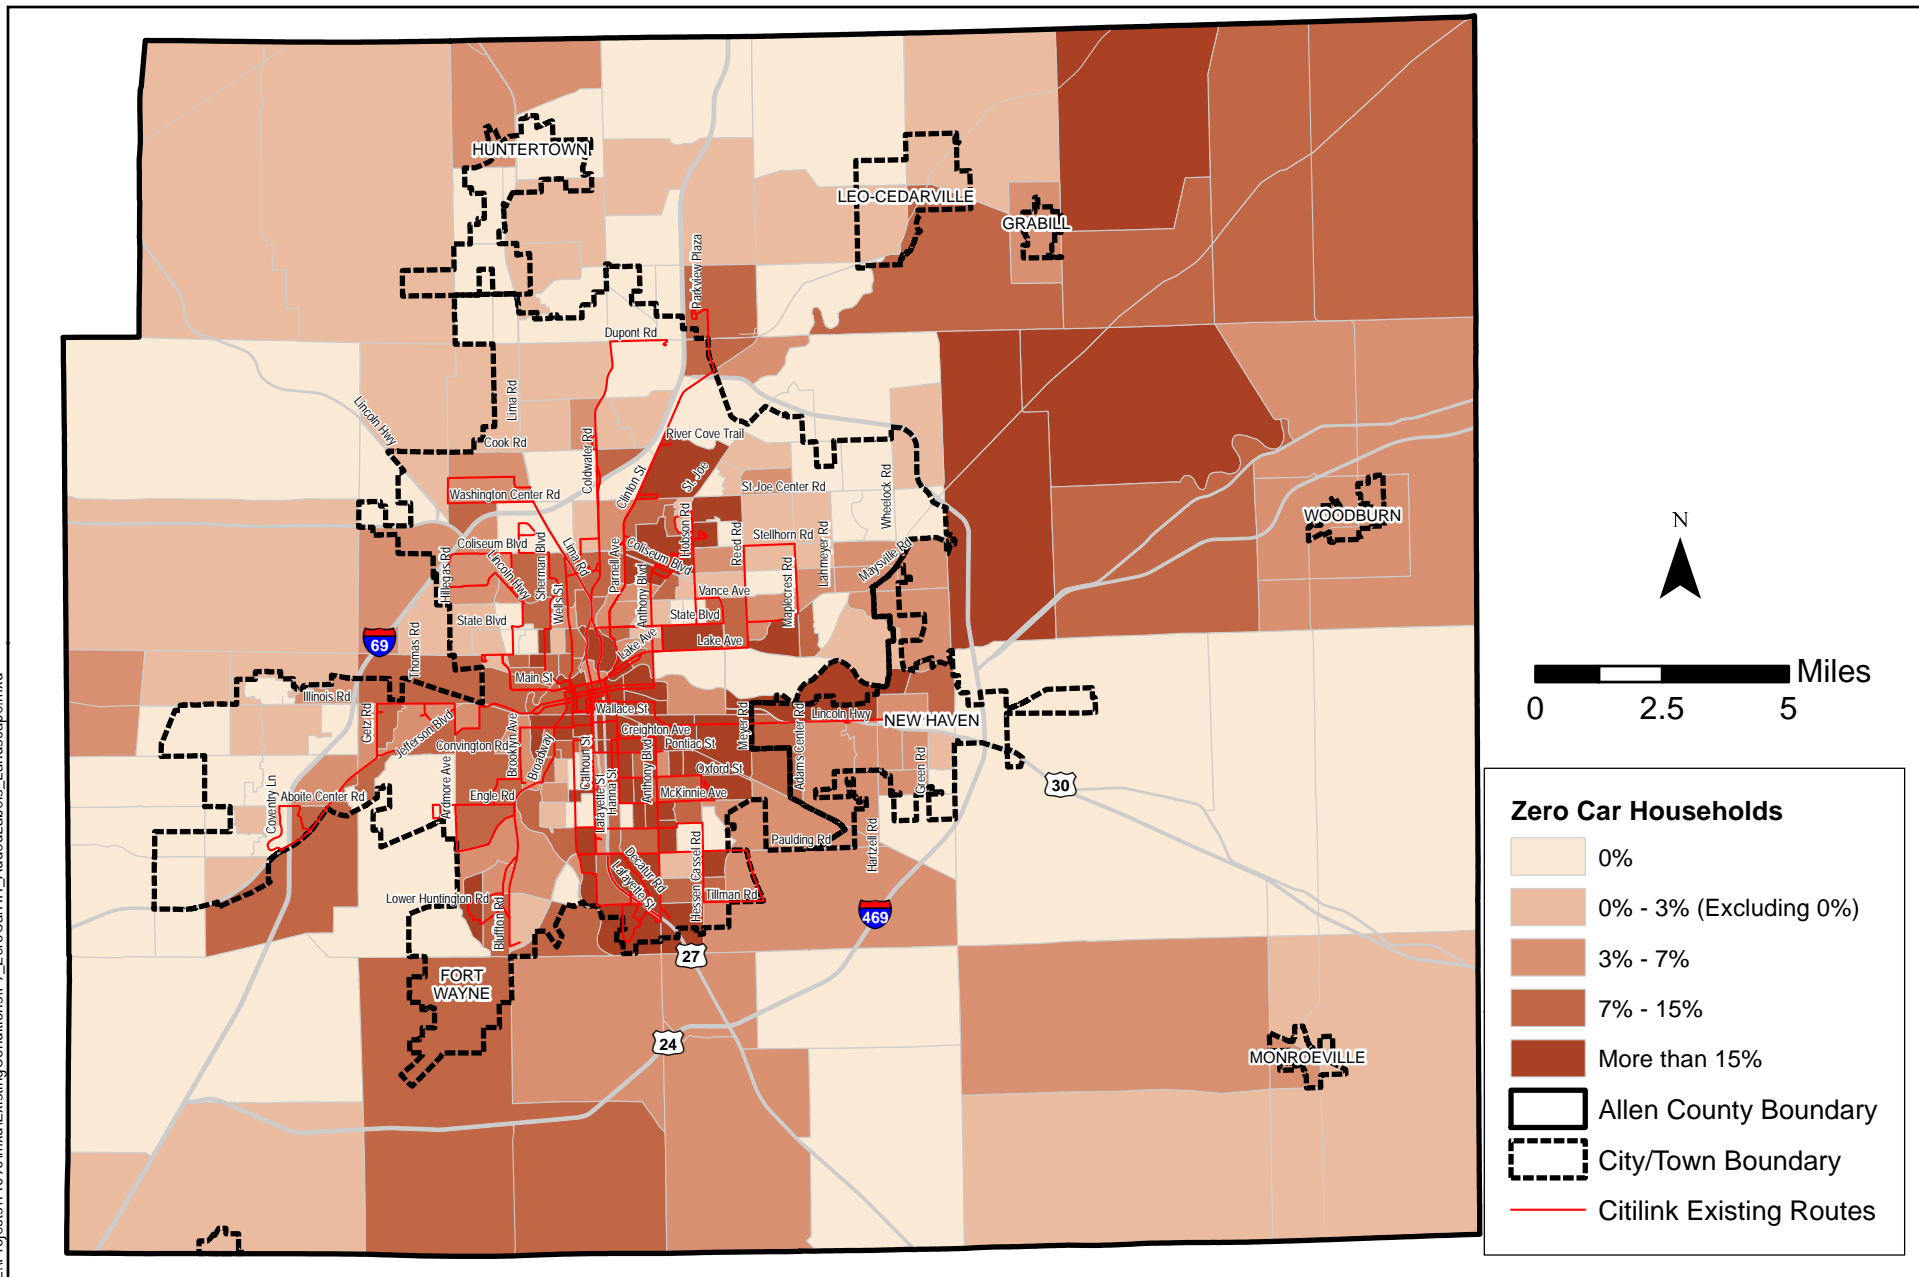 HUNTERTOWN
LEO-CEDARVILLE
GRABILL
Parkview Plaza
Dupont Rd
Lima Rd
Lincoln Hwy
Coldwater Rd
River Cove Trail
Cook Rd
Clinton St
St. Joe
Washington Center Rd
St Joe Center Rd
Wheelock Rd
WOODBURN
Hobson Rd
Reed Rd
Stellhorn Rd
Coliseum Blvd
Lima Rd
Coliseum Blvd
Lahmeyer Rd
Maysville Rd
Hillegas Rd
Lincoln Hwy
Sherman Blvd
Wells St
Parnell Ave
Anthony Blvd
Vance Ave
Maplecrest Rd
State Blvd
State Blvd
69
Thomas Rd
Lake Ave
Lake Ave
Main St
Illinois Rd
Getz Rd
Jefferson Blvd
Wallace St
Lincoln Hwy
NEW HAVEN
Meyer Rd
Adams Center Rd
Creighton Ave
Pontiac St
Convington Rd
Brooklyn Ave
Broadway
Calhoun St
Anthony Blvd
Oxford St
Green Rd
30
Coventry Ln
Aboite Center Rd
Ardmore Ave
Engle Rd
Lafayette St
Hanna St
McKinnie Ave
Paulding Rd
Hartzell Rd
Decatur Rd
Lafayette St
Hessen Cassel Rd
Tillman Rd
Lower Huntington Rd
Bluffton Rd
469
27
FORT
WAYNE
24
MONROEVILLE
N
Miles
0 2.5 5
Zero Car Households
0%
0% - 3% (Excluding 0%)
3% - 7%
7% - 15%
More than 15%
Allen County Boundary
City/Town Boundary
Citilink Existing Routes